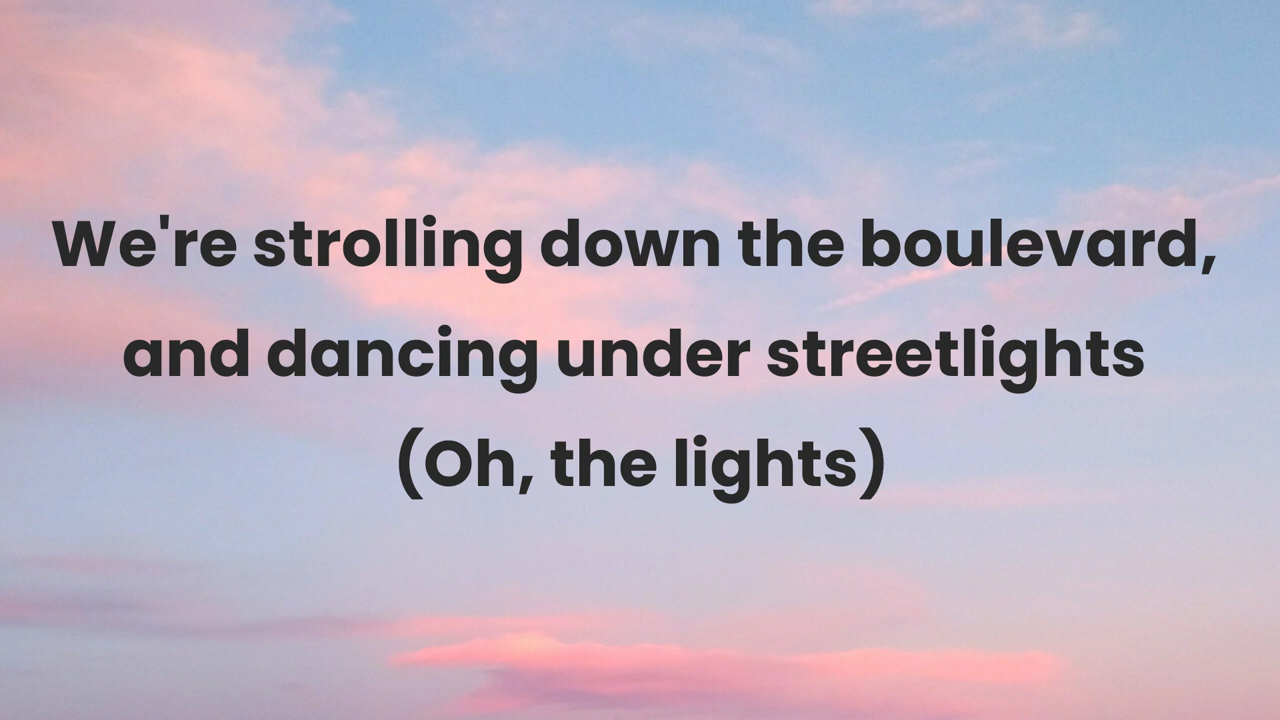 We're strolling down the boulevard,
and dancing under streetlights
(Oh, the lights)